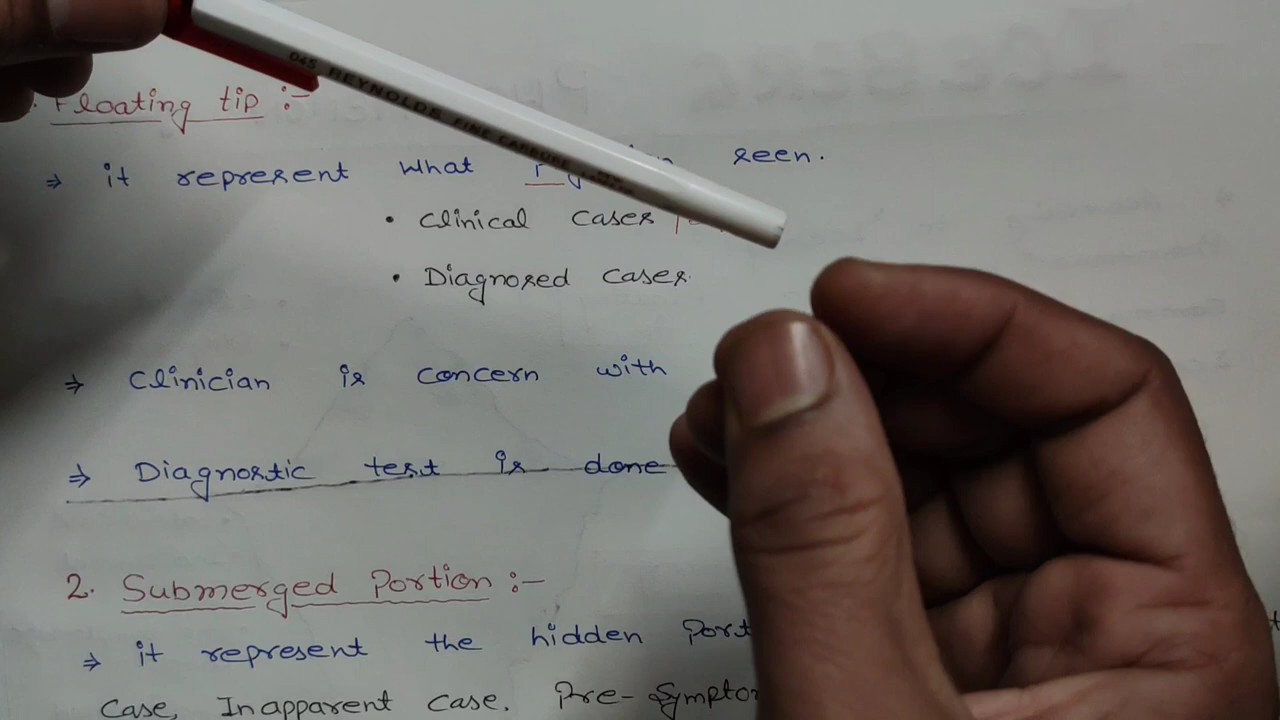 Floating tip :-
045 REYNOLDS FINE CARBURE
⇒ it represent what seen.
• Clinical cases
• Diagnosed cases.
⇒ Clinician is concern with
⇒ Diagnostic test is done
2. Submerged Portion :-
⇒ it represent the hidden
Case, Inapparent case. Pre-